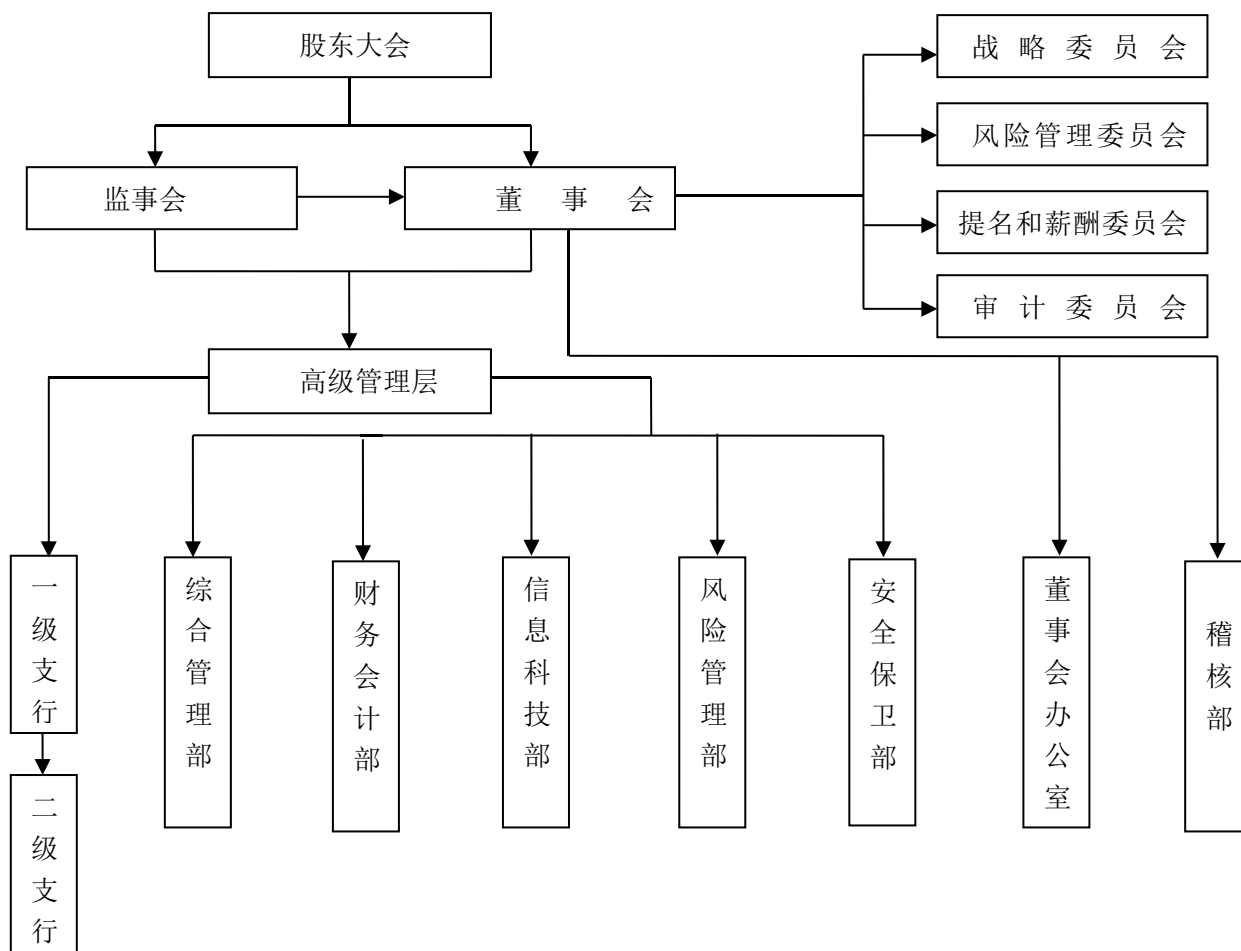 股东大会
战略委员会
风险管理委员会
监事会
董事会
提名和薪酬委员会
审计委员会
高级管理层
一级支行
综合管理部
财务会计部
信息科技部
风险管理部
安全保卫部
董事会办公室
稽核部
二级支行